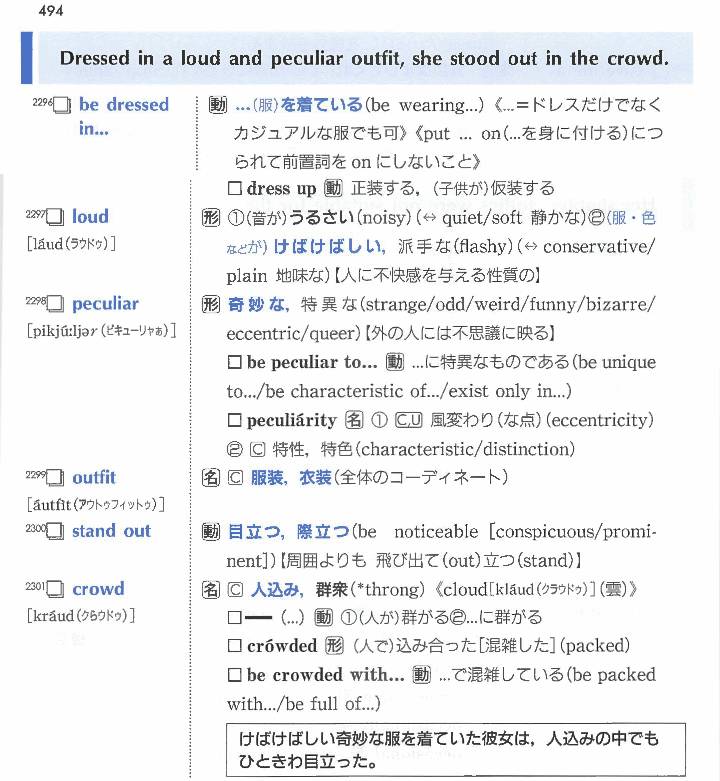 494
Dressed in a loud and peculiar outfit, she stood out in the crowd.
2296 be dressed in... 動 …(服)を着ている(be wearing...)《...=ドレスだけでなく
カジュアルな服でも可》《put ... on(...を身に付ける)につ
られて前置詞を on にしないこと》
□ dress up 動 正装する，(子供が)仮装する
2297 loud 形 ①(音が)うるさい(noisy)(↔ quiet/soft 静かな)②(服・色
[láud(ラウドゥ)] などが) けばけばしい，派手な(flashy)(↔ conservative/
plain 地味な)【人に不快感を与える性質の】
2298 peculiar 形 奇妙な，特異な(strange/odd/weird/funny/bizarre/
[pikjúːljər(ピキューリャぁ)] eccentric/queer)【外の人には不思議に映る】
□ be peculiar to... 動 ...に特異なものである(be unique
to.../be characteristic of.../exist only in...)
□ peculiárity 名 ① C,U 風変わり(な点)(eccentricity)
② C 特性，特色(characteristic/distinction)
2299 outfit 名 C 服装，衣装(全体のコーディネート)
[áutfìt(アウトゥフィットゥ)]
2300 stand out 動 目立つ，際立つ(be noticeable [conspicuous/promi-
nent])【周囲よりも 飛び出て(out)立つ(stand)】
2301 crowd 名 C 人込み，群衆(*throng)《cloud[kláud(クラウドゥ)](雲)》
[kráud(クらウドゥ)] □━ (...) 動 ①(人が)群がる②...に群がる
□ crówded 形 (人で)込み合った[混雑した](packed)
□ be crowded with... 動 ...で混雑している(be packed
with.../be full of...)
けばけばしい奇妙な服を着ていた彼女は，人込みの中でも
ひときわ目立った。